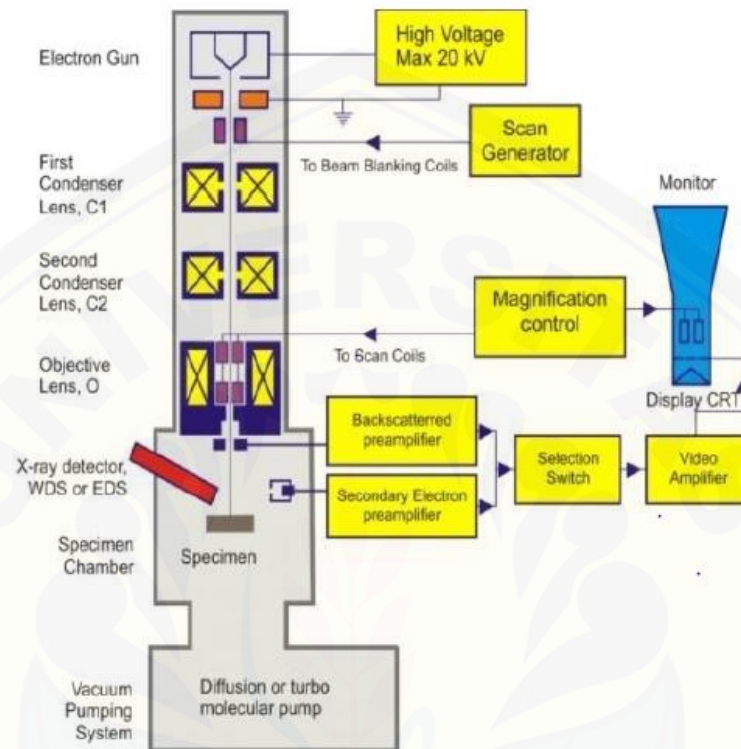 Electron Gun
High Voltage
Max 20 kV
Scan
Generator
To Beam Blanking Coils
First
Condenser
Lens, C1
Monitor
Second
Condenser
Lens, C2
Magnification
control
To Scan Coils
Objective
Lens, O
Display CRT
Backscatterred
preamplifier
X-ray detector,
WDS or EDS
Selection
Switch
Video
Amplifier
Secondary Electron
preamplifier
Specimen
Chamber
Specimen
Diffusion or turbo
molecular pump
Vacuum
Pumping
System